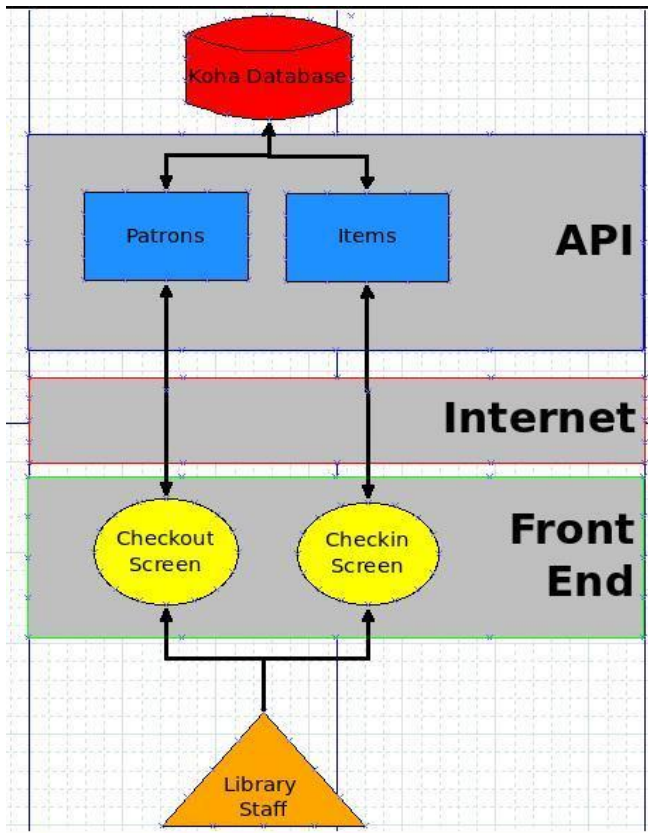 Koha Database
Patrons
Items
API
Internet
Checkout
Screen
Checkin
Screen
Front
End
Library
Staff